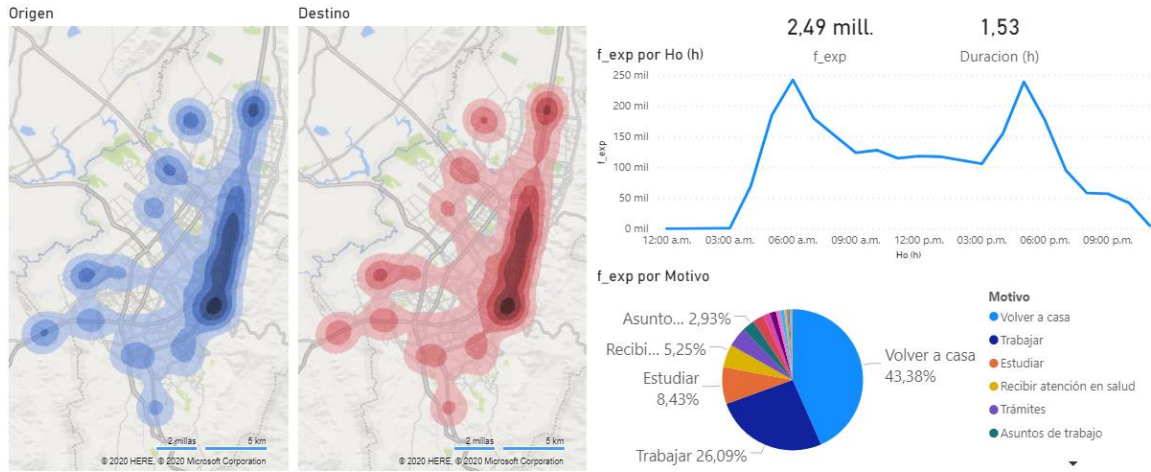 Origen
Destino
2 millas
5 km
© 2020 HERE, © 2020 Microsoft Corporation
2 millas
5 km
© 2020 HERE, © 2020 Microsoft Corporation
2,49 mill.
f_exp
1,53
Duracion (h)
f_exp por Ho (h)
f_exp
250 mil
200 mil
150 mil
100 mil
50 mil
0 mil
12:00 a.m.
03:00 a.m.
06:00 a.m.
09:00 a.m.
12:00 p.m.
03:00 p.m.
06:00 p.m.
09:00 p.m.
Ho (h)
f_exp por Motivo
Asunto... 2,93%
Recibi... 5,25%
Estudiar
8,43%
Trabajar 26,09%
Volver a casa
43,38%
Motivo
Volver a casa
Trabajar
Estudiar
Recibir atención en salud
Trámites
Asuntos de trabajo